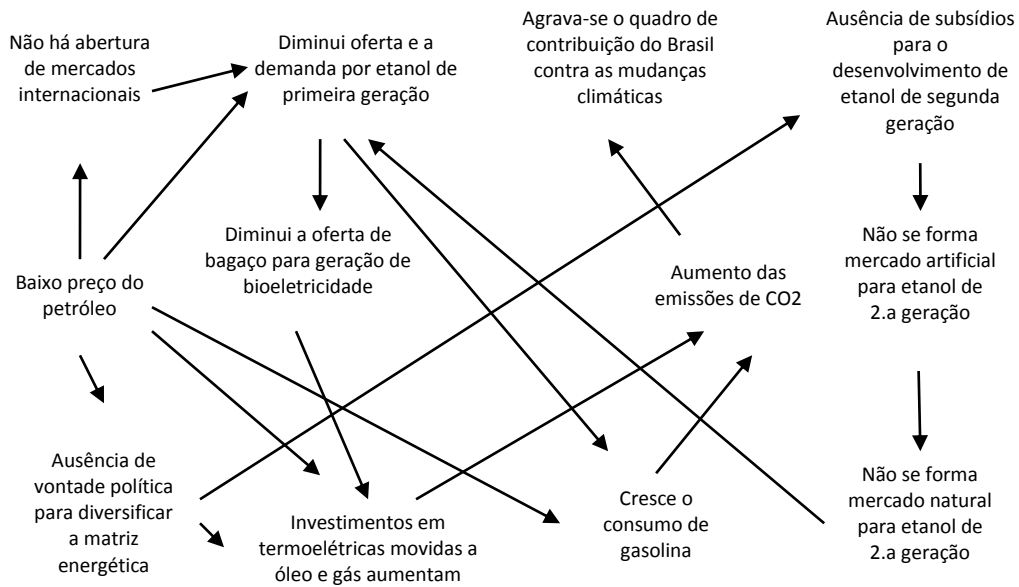 Não há abertura
de mercados
internacionais
Diminui oferta e a
demanda por etanol de
primeira geração
Agrava-se o quadro de
contribuição do Brasil
contra as mudanças
climáticas
Ausência de subsídios
para o
desenvolvimento de
etanol de segunda
geração
Baixo preço do
petróleo
Diminui a oferta de
bagaço para geração de
bioeletricidade
Aumento das
emissões de CO2
Não se forma
mercado artificial
para etanol de
2.a geração
Ausência de
vontade política
para diversificar
a matriz
energética
Investimentos em
termoelétricas movidas a
óleo e gás aumentam
Cresce o
consumo de
gasolina
Não se forma
mercado natural
para etanol de
2.a geração